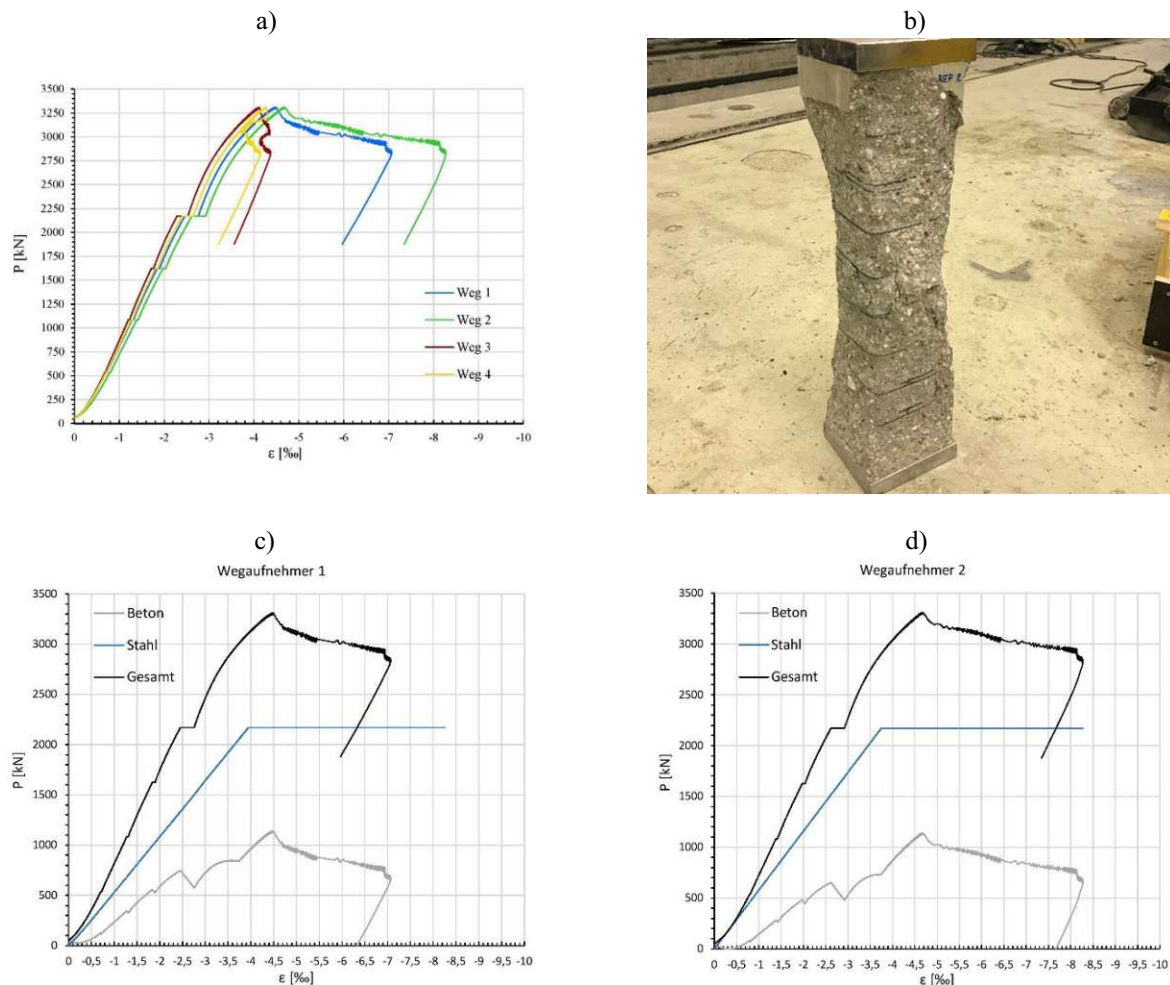 a)
b)
3500
3250
3000
2750
2500
2250
2000
1750
1500
1250
1000
750
500
250
0
P [kN]
Weg 1
Weg 2
Weg 3
Weg 4
0 -1 -2 -3 -4 -5 -6 -7 -8 -9 -10
ε [‰]
REF 2
c)
d)
Wegaufnehmer 1
3500
3000
2500
2000
1500
1000
500
0
P [kN]
Beton
Stahl
Gesamt
0 -0,5 -1 -1,5 -2 -2,5 -3 -3,5 -4 -4,5 -5 -5,5 -6 -6,5 -7 -7,5 -8 -8,5 -9 -9,5 -10
ε [‰]
Wegaufnehmer 2
3500
3000
2500
2000
1500
1000
500
0
P [kN]
Beton
Stahl
Gesamt
0 -0,5 -1 -1,5 -2 -2,5 -3 -3,5 -4 -4,5 -5 -5,5 -6 -6,5 -7 -7,5 -8 -8,5 -9 -9,5 -10
ε [‰]